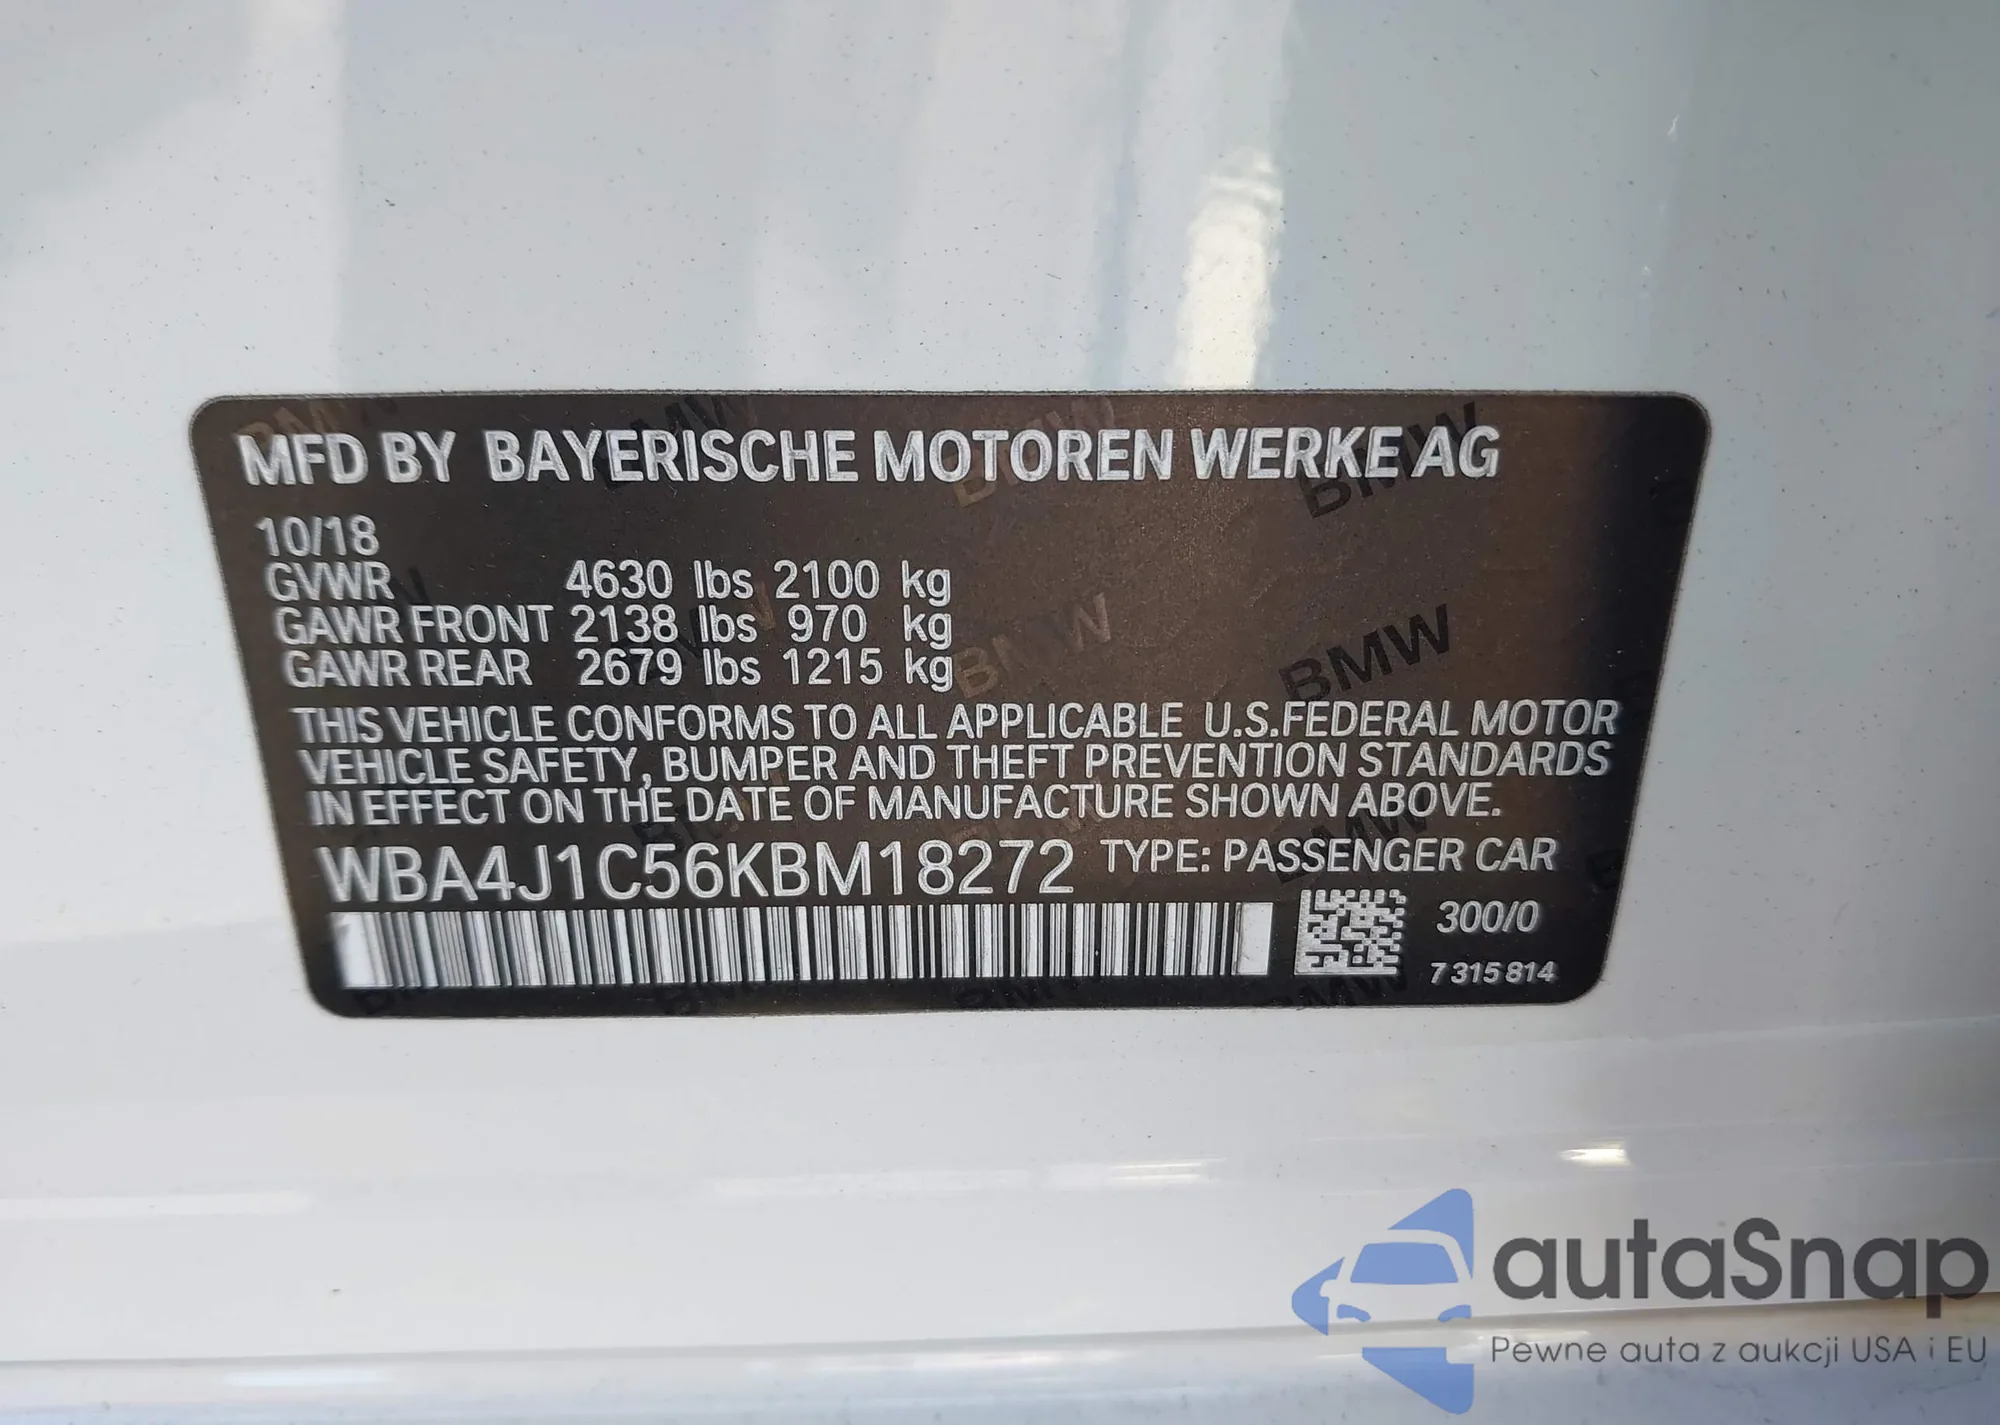 MFD BY BAYERISCHE MOTOREN WERKE AG
10/18
GVWR 4630 lbs 2100 kg
GAWR FRONT 2138 lbs 970 kg
GAWR REAR 2679 lbs 1215 kg
THIS VEHICLE CONFORMS TO ALL APPLICABLE U.S.FEDERAL MOTOR
VEHICLE SAFETY, BUMPER AND THEFT PREVENTION STANDARDS
IN EFFECT ON THE DATE OF MANUFACTURE SHOWN ABOVE.
WBA4J1C56KBM18272 TYPE: PASSENGER CAR
300/0
7 315 814
autaSnap
Pewne auta z aukcji USA i EU